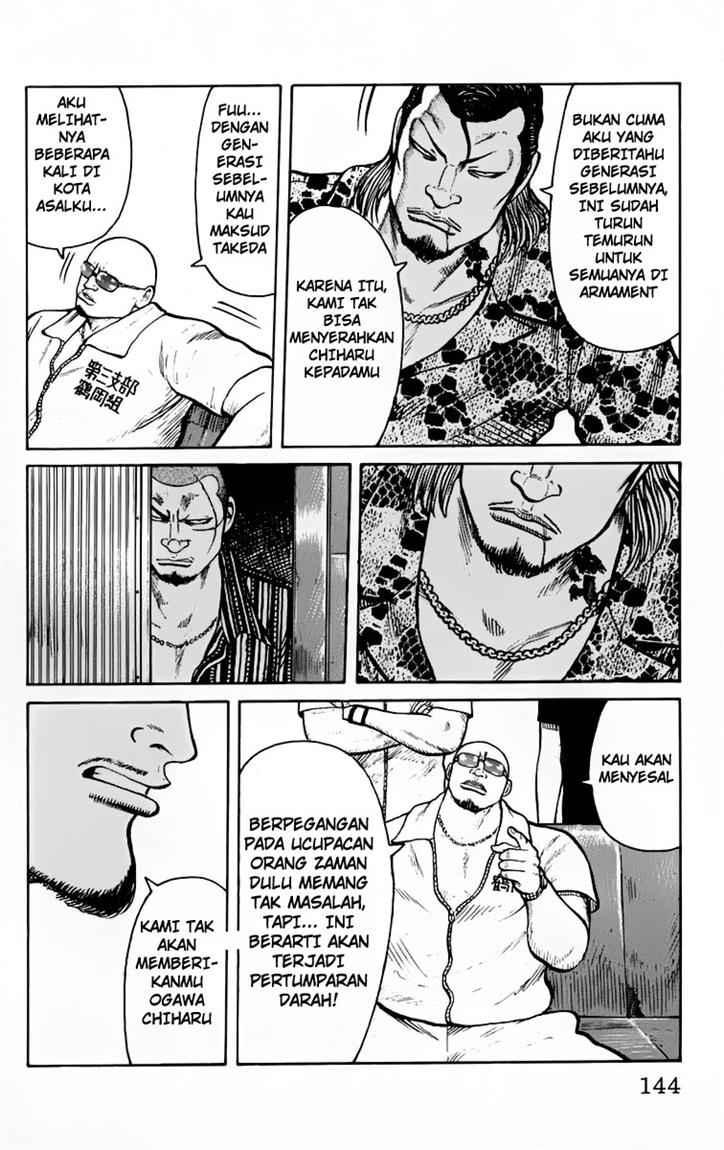 BUKAN CUMA
AKU YANG
DIBERITAHU
GENERASI
SEBELUMNYA,
INI SUDAH
TURUN
TEMURUN
UNTUK
SEMUANYA DI
ARMAMENT
KARENA ITU,
KAMI TAK
BISA
MENYERAHKAN
CHIHARU
KEPADAMU
FUU...
DENGAN
GEN-
ERASI
SEBEL-
UMNYA
KAU
MAKSUD
TAKEDA
AKU
MELIHAT-
NYA
BEBERAPA
KALI DI
KOTA
ASALKU...
第三支部
鶴岡組
KAU AKAN
MENYESAL
BERPEGANGAN
PADA UCUPACAN
ORANG ZAMAN
DULU MEMANG
TAK MASALAH,
TAPI... INI
BERARTI AKAN
TERJADI
PERTUMPARAN
DARAH!
鶴
KAMI TAK
AKAN
MEMBERI-
KANMU
OGAWA
CHIHARU
144